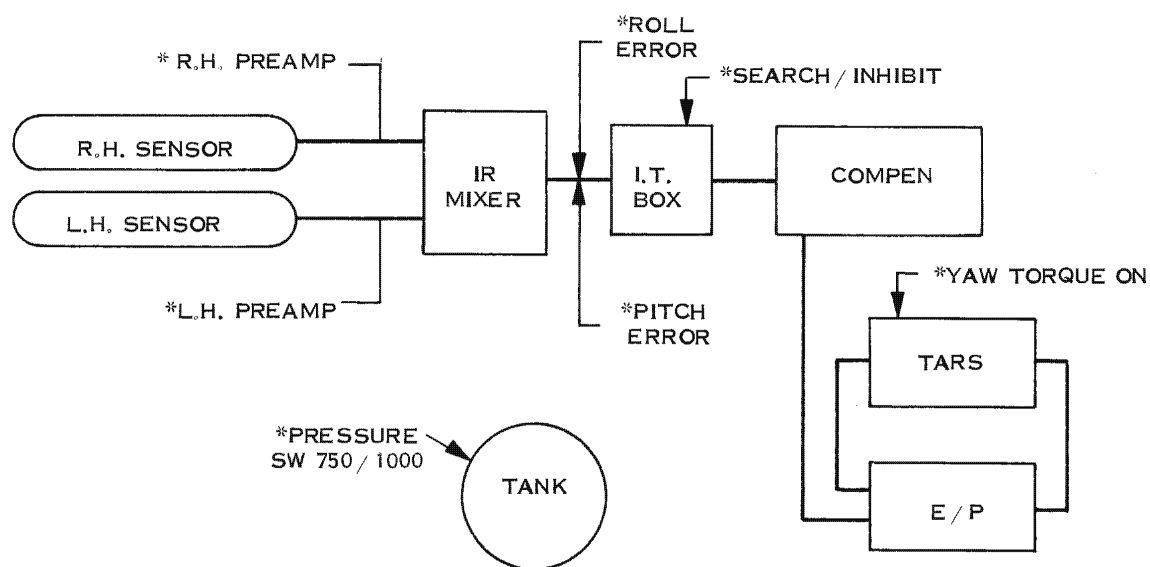 *ROLL
ERROR
* R.H. PREAMP
*SEARCH / INHIBIT
R.H. SENSOR
IR
MIXER
I.T.
BOX
COMPEN
L.H. SENSOR
*L.H. PREAMP
*PITCH
ERROR
*YAW TORQUE ON
TARS
*PRESSURE
SW 750 / 1000
TANK
E / P